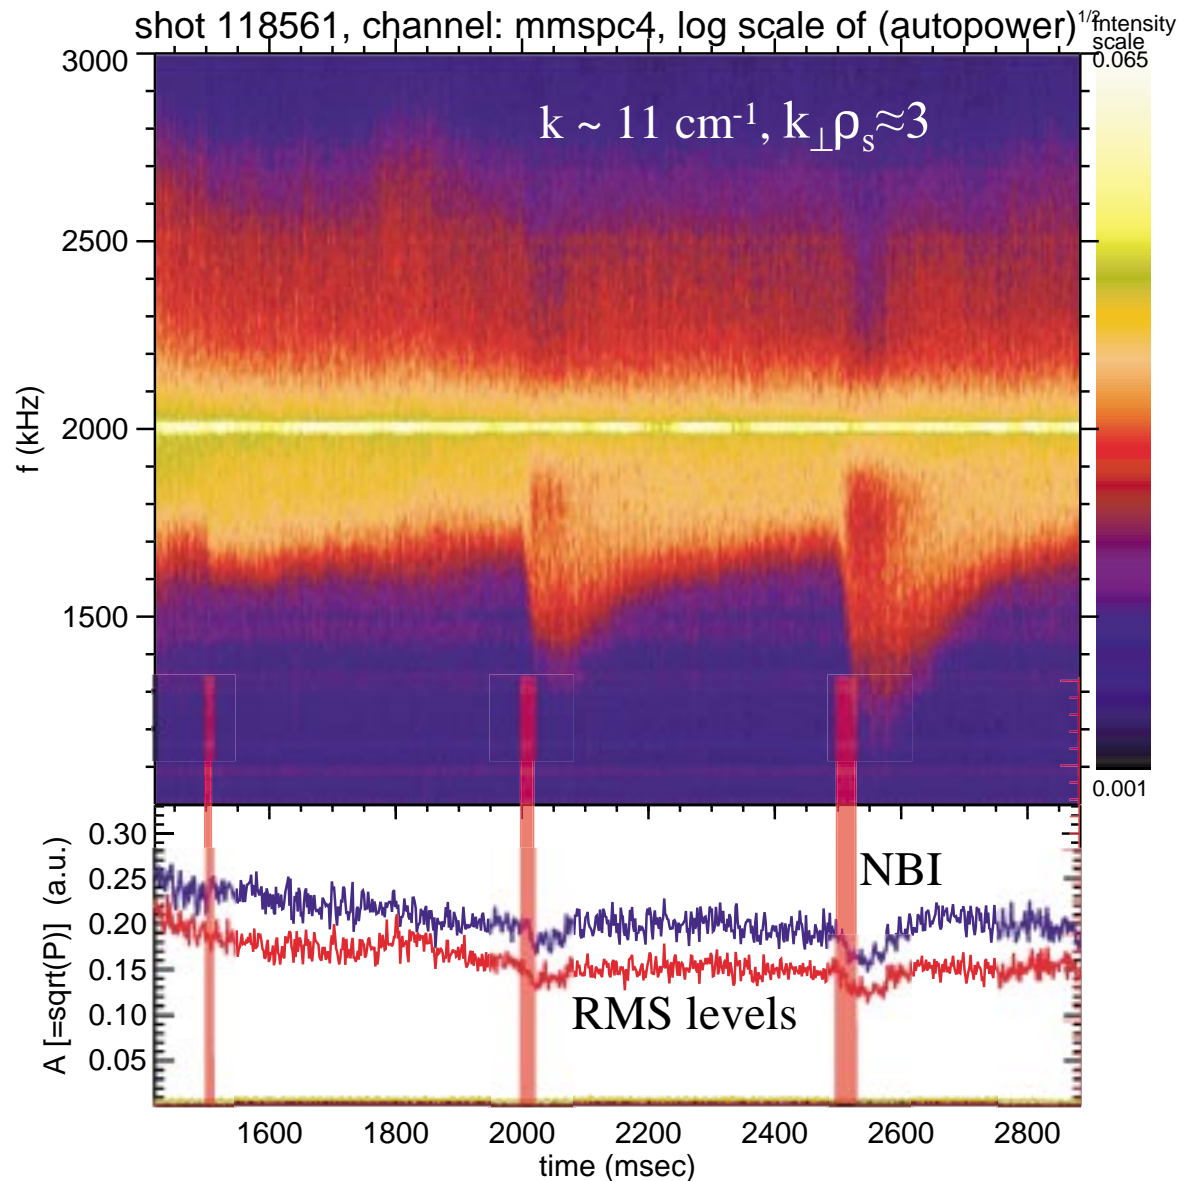 shot 118561, channel: mmspc4, log scale of (autopower)^1/2
intensity
scale
0.065
3000
k ~ 11 cm⁻¹, k⊥ρₛ≈3
2500
f (kHz)
2000
1500
0.001
0.30
0.25
0.20
0.15
0.10
0.05
A [=sqrt(P)] (a.u.)
NBI
RMS levels
1600 1800 2000 2200 2400 2600 2800
time (msec)